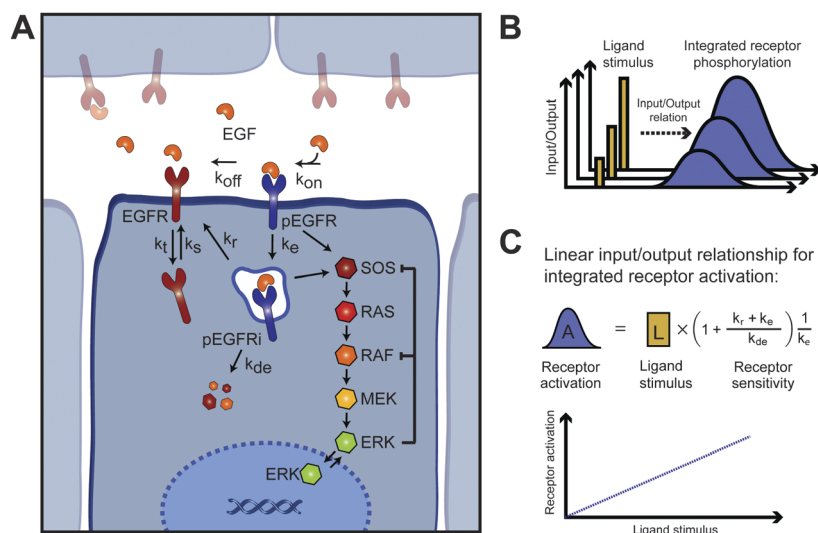 A
EGF
k_off
k_on
EGFR
pEGFR
k_t
k_s
k_r
k_e
SOS
RAS
pEGFRi
RAF
k_de
MEK
ERK
ERK
B
Ligand
stimulus
Integrated receptor
phosphorylation
Input/Output
Input/Output
relation
C
Linear input/output relationship for
integrated receptor activation:
A = L × (1 + (k_r + k_e)/k_de) 1/k_e
Receptor
activation
Ligand
stimulus
Receptor
sensitivity
Receptor activation
Ligand stimulus